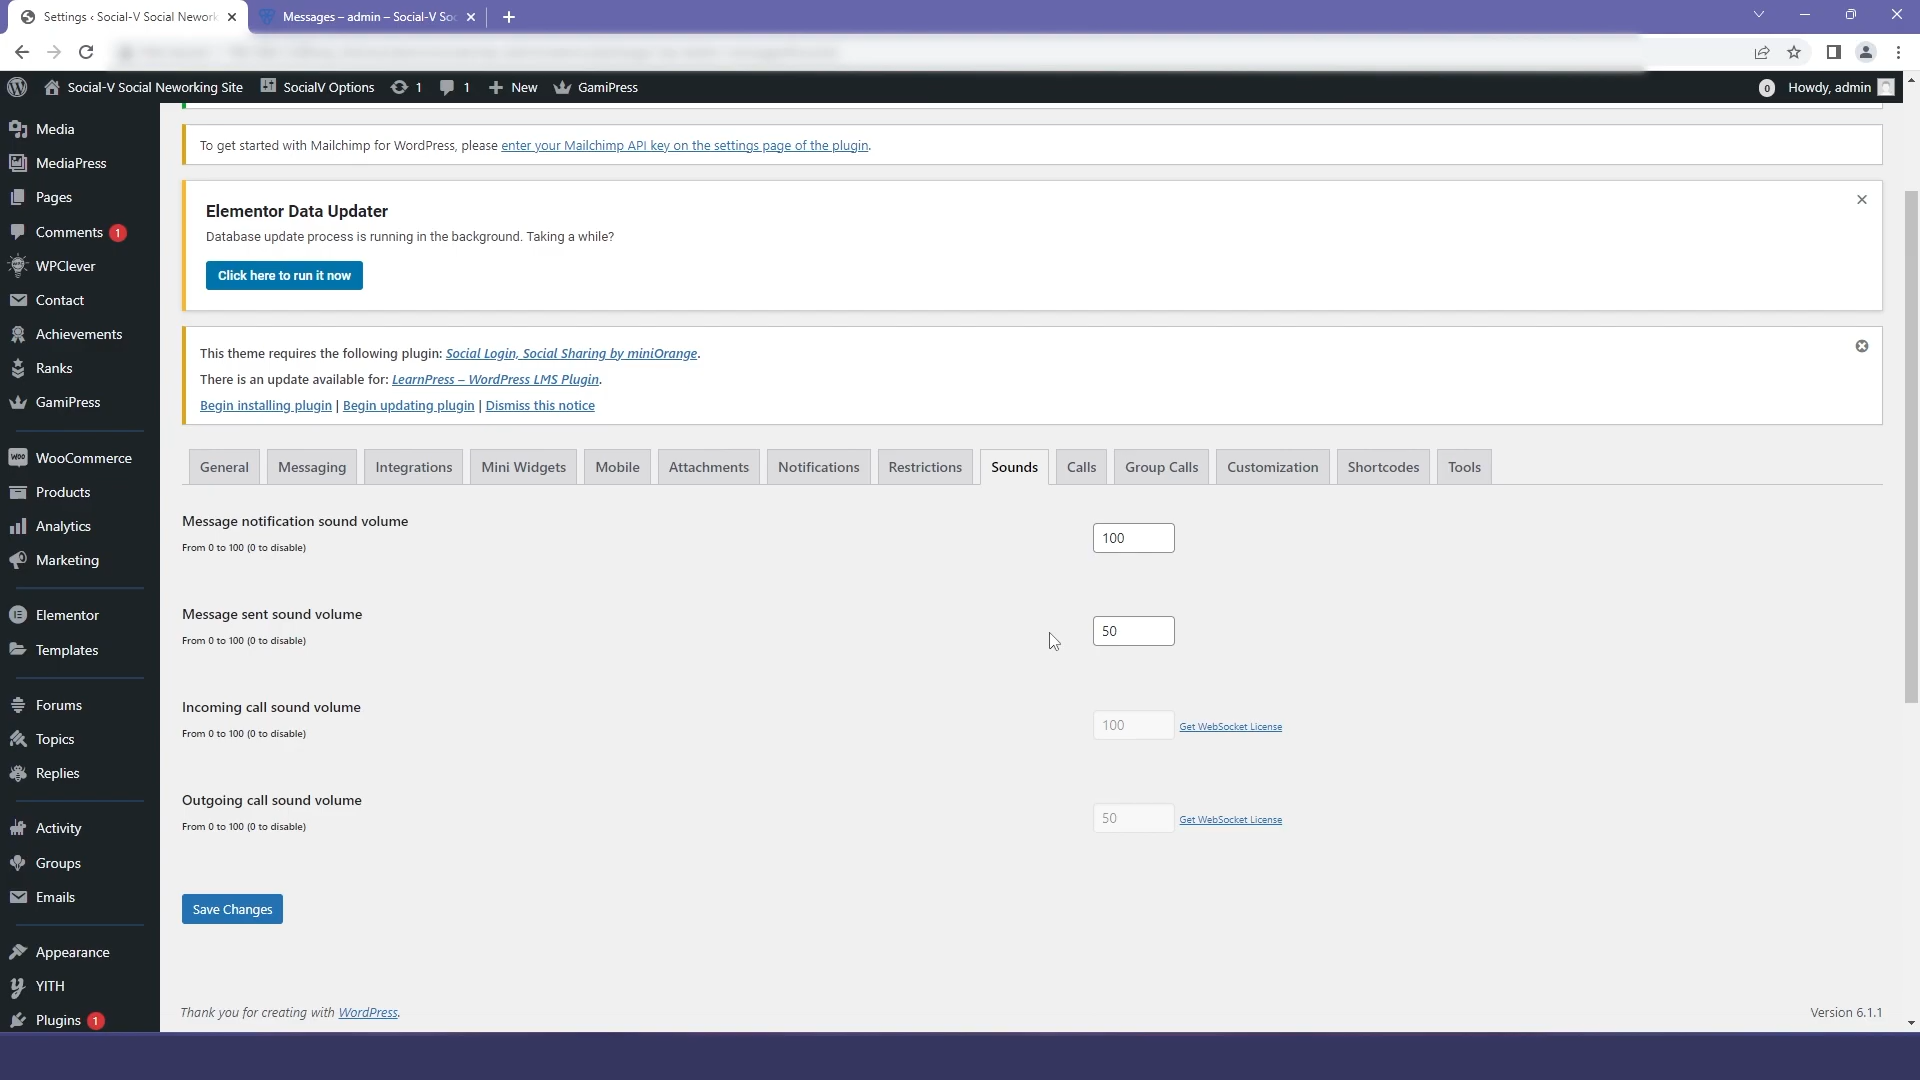 Settings ‹ Social-V Social Nework
Messages – admin – Social-V So
Social-V Social Neworking Site
SocialV Options
1
1
New
GamiPress
0
Howdy, admin
Media
MediaPress
Pages
Comments 1
WPClever
Contact
Achievements
Ranks
GamiPress
WooCommerce
Products
Analytics
Marketing
Elementor
Templates
Forums
Topics
Replies
Activity
Groups
Emails
Appearance
YITH
Plugins 1
To get started with Mailchimp for WordPress, please enter your Mailchimp API key on the settings page of the plugin.
Elementor Data Updater
Database update process is running in the background. Taking a while?
Click here to run it now
This theme requires the following plugin: Social Login, Social Sharing by miniOrange.
There is an update available for: LearnPress – WordPress LMS Plugin.
Begin installing plugin | Begin updating plugin | Dismiss this notice
General
Messaging
Integrations
Mini Widgets
Mobile
Attachments
Notifications
Restrictions
Sounds
Calls
Group Calls
Customization
Shortcodes
Tools
Message notification sound volume
From 0 to 100 (0 to disable)
100
Message sent sound volume
From 0 to 100 (0 to disable)
50
Incoming call sound volume
From 0 to 100 (0 to disable)
100
Get WebSocket License
Outgoing call sound volume
From 0 to 100 (0 to disable)
50
Get WebSocket License
Save Changes
Thank you for creating with WordPress.
Version 6.1.1